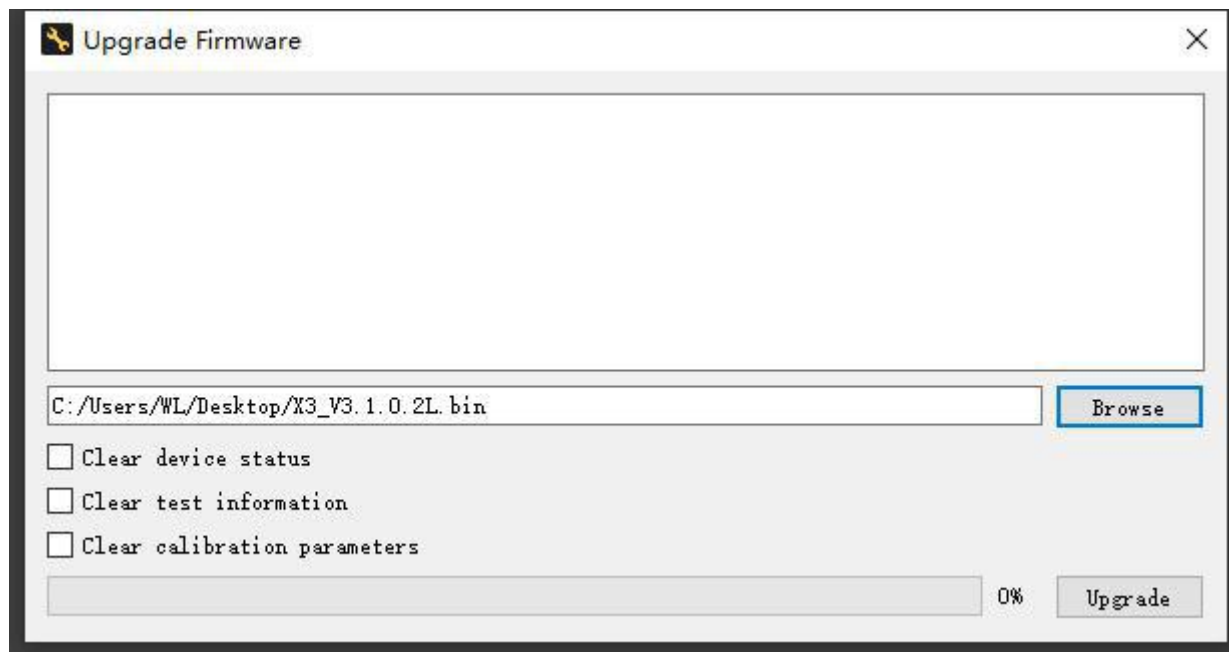 Upgrade Firmware
C:/Users/WL/Desktop/X3_V3.1.0.2L.bin
Browse
Clear device status
Clear test information
Clear calibration parameters
0%
Upgrade